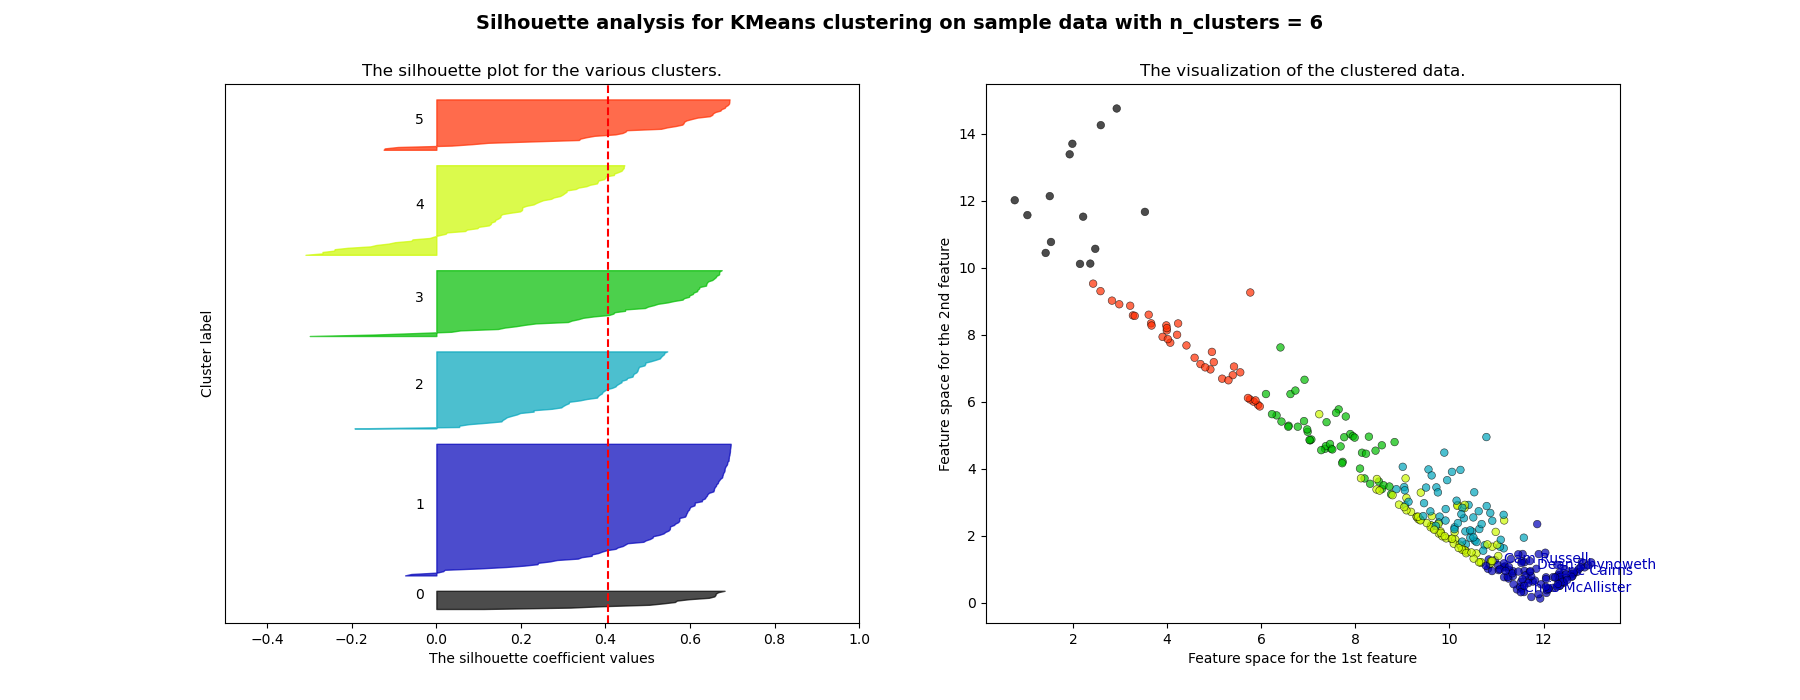 Silhouette analysis for KMeans clustering on sample data with n_clusters = 6
The silhouette plot for the various clusters.
5
4
3
2
1
0
Cluster label
−0.4 −0.2 0.0 0.2 0.4 0.6 0.8 1.0
The silhouette coefficient values
The visualization of the clustered data.
14
12
10
8
6
4
2
0
Feature space for the 2nd feature
Russell
Cairns
McAllister
2 4 6 8 10 12
Feature space for the 1st feature